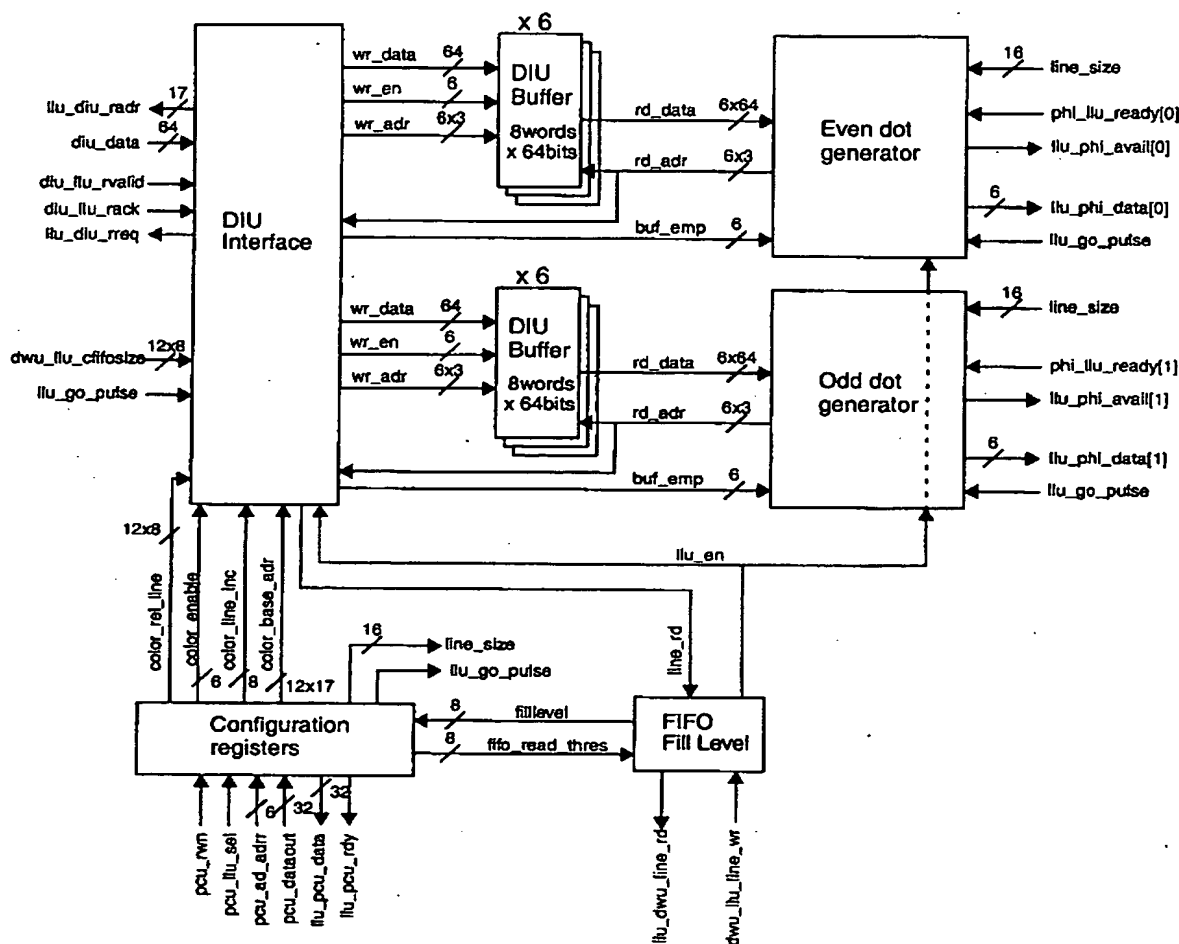 x 6
wr_data 64
wr_en 6
wr_adr 6x3
DIU
Buffer
8words
x 64bits
rd_data 6x64
rd_adr 6x3
buf_emp 6
Even dot
generator
16 line_size
phi_llu_ready[0]
llu_phi_avail[0]
6 llu_phi_data[0]
llu_go_pulse
llu_diu_radr 17
diu_data 64
diu_llu_rvalid
diu_llu_rack
llu_diu_rreq
DIU
Interface
dwu_llu_cfifosize 12x8
llu_go_pulse
x 6
wr_data 64
wr_en 6
wr_adr 6x3
DIU
Buffer
8words
x 64bits
rd_data 6x64
rd_adr 6x3
buf_emp 6
Odd dot
generator
16 line_size
phi_llu_ready[1]
llu_phi_avail[1]
6 llu_phi_data[1]
llu_go_pulse
12x8
color_rel_line
color_enable 6
color_line_inc 8
color_base_adr 12x17
llu_en
line_rd
16 line_size
llu_go_pulse
Configuration
registers
8 filllevel
8 fifo_read_thres
FIFO
Fill Level
pcu_rwn
pcu_llu_sel
pcu_ad_adrr 6
pcu_dataout 32
llu_pcu_data 32
llu_pcu_rdy
llu_dwu_line_rd
dwu_llu_line_wr